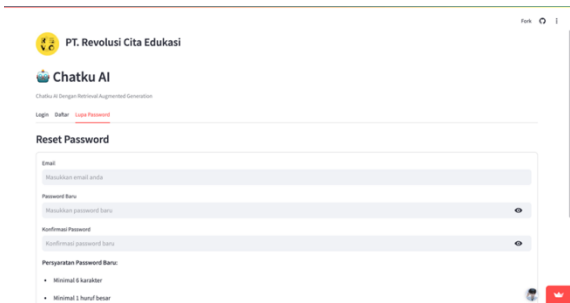 Fork
PT. Revolusi Cita Edukasi
Chatku AI
Chatku AI Dengan Retrieval Augmented Generation
Login Daftar Lupa Password
Reset Password
Email
Masukkan email anda
Password Baru
Masukkan password baru
Konfirmasi Password
Konfirmasi password baru
Persyaratan Password Baru:
• Minimal 6 karakter
• Minimal 1 huruf besar